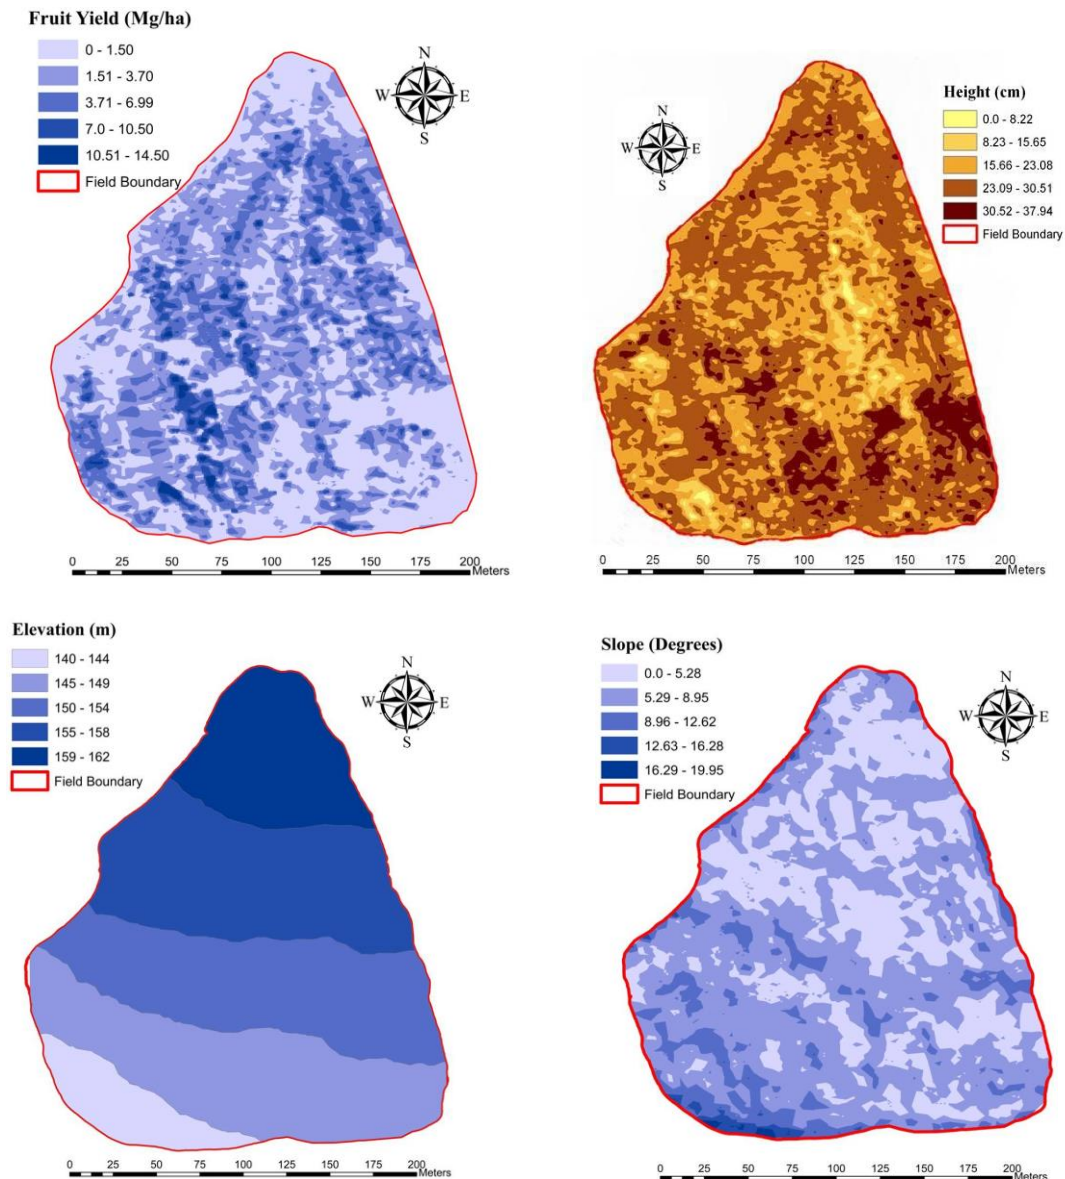 Fruit Yield (Mg/ha)
0 - 1.50
1.51 - 3.70
3.71 - 6.99
7.0 - 10.50
10.51 - 14.50
Field Boundary
N
W E
S
0 25 50 75 100 125 150 175 200
Meters
Height (cm)
0.0 - 8.22
8.23 - 15.65
15.66 - 23.08
23.09 - 30.51
30.52 - 37.94
Field Boundary
N
W E
S
0 25 50 75 100 125 150 175 200
Meters
Elevation (m)
140 - 144
145 - 149
150 - 154
155 - 158
159 - 162
Field Boundary
N
W E
S
0 25 50 75 100 125 150 175 200
Meters
Slope (Degrees)
0.0 - 5.28
5.29 - 8.95
8.96 - 12.62
12.63 - 16.28
16.29 - 19.95
Field Boundary
N
W E
S
0 25 50 75 100 125 150 175 200
Meters